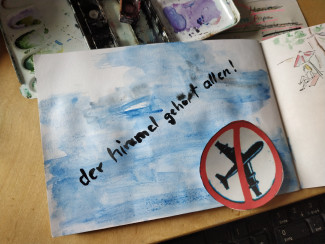 der himmel gehört allen!